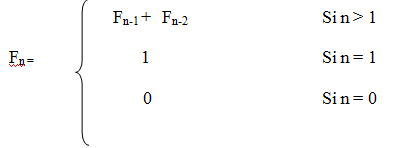 Fn-1 + Fn-2 Si n > 1
Fn = 1 Si n = 1
0 Si n = 0